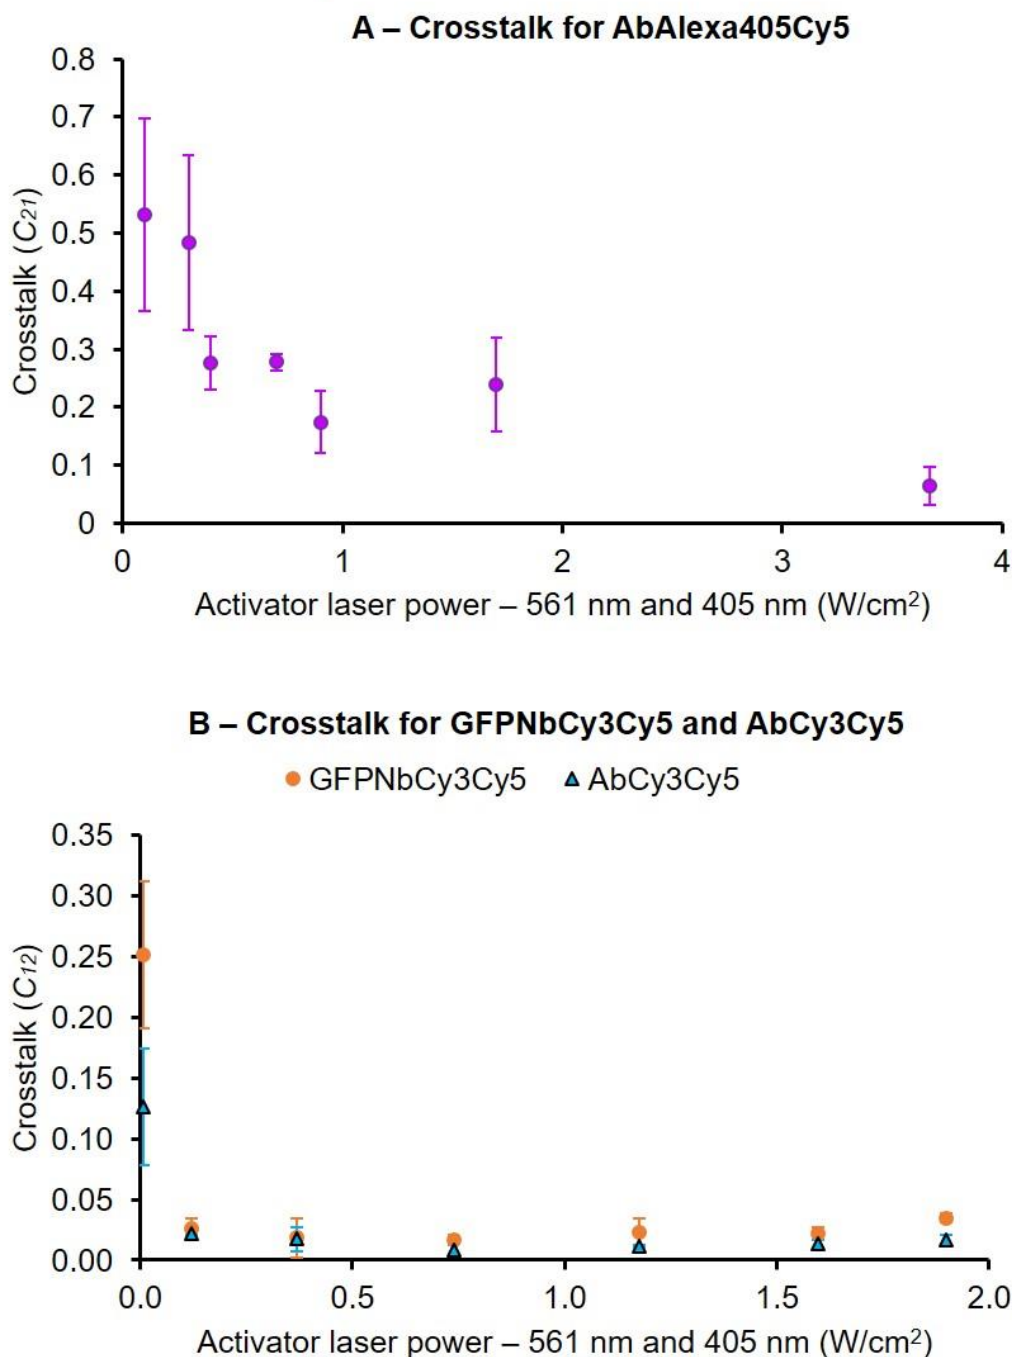 A – Crosstalk for AbAlexa405Cy5
Crosstalk (C21)
0.8
0.7
0.6
0.5
0.4
0.3
0.2
0.1
0
0 1 2 3 4
Activator laser power – 561 nm and 405 nm (W/cm²)
B – Crosstalk for GFPNbCy3Cy5 and AbCy3Cy5
GFPNbCy3Cy5 AbCy3Cy5
Crosstalk (C12)
0.35
0.30
0.25
0.20
0.15
0.10
0.05
0.00
0.0 0.5 1.0 1.5 2.0
Activator laser power – 561 nm and 405 nm (W/cm²)